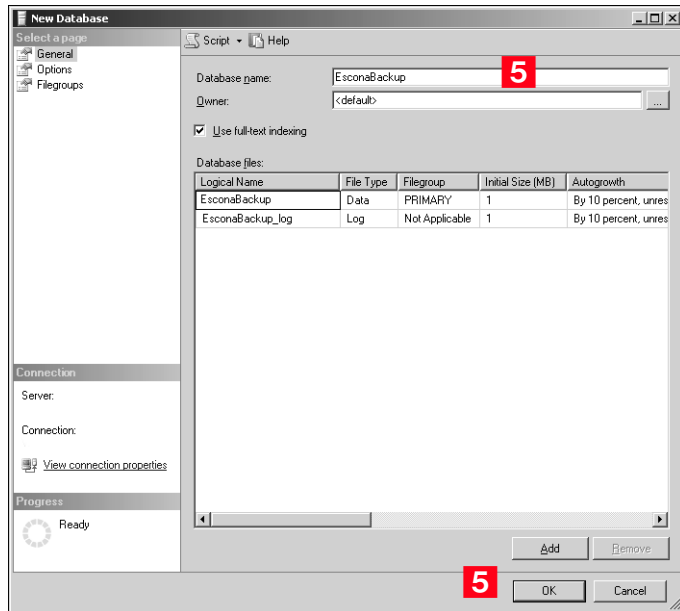 New Database
Select a page
General
Options
Filegroups
Script Help
Database name: EsconaBackup 5
Owner: <default> ...
Use full-text indexing
Database files:
Logical Name File Type Filegroup Initial Size (MB) Autogrowth
EsconaBackup Data PRIMARY 1 By 10 percent, unres
EsconaBackup_log Log Not Applicable 1 By 10 percent, unres
Connection
Server:
Connection:
View connection properties
Progress
Ready
Add Remove
5 OK Cancel